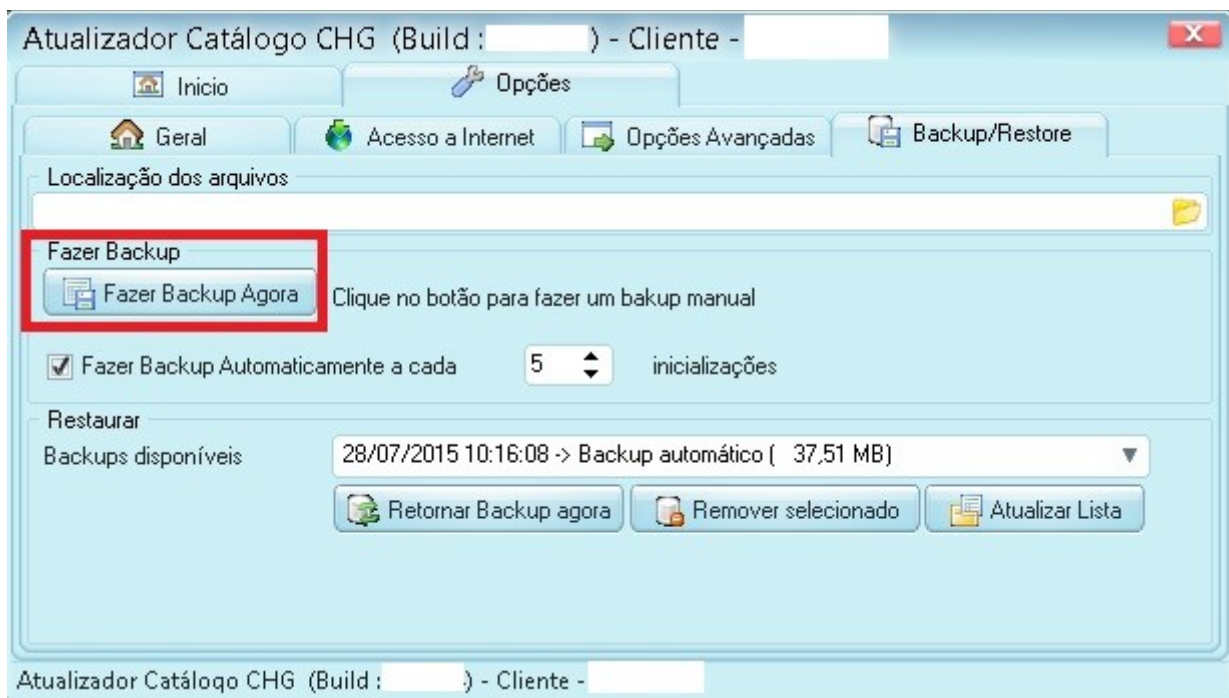 Atualizador Catálogo CHG (Build : ) - Cliente -
Inicio
Opções
Geral
Acesso a Internet
Opções Avançadas
Backup/Restore
Localização dos arquivos
Fazer Backup
Fazer Backup Agora
Clique no botão para fazer um bakup manual
Fazer Backup Automaticamente a cada 5 inicializações
Restaurar
Backups disponíveis
28/07/2015 10:16:08 -> Backup automático ( 37,51 MB)
Retornar Backup agora
Remover selecionado
Atualizar Lista
Atualizador Catálogo CHG (Build : ) - Cliente -